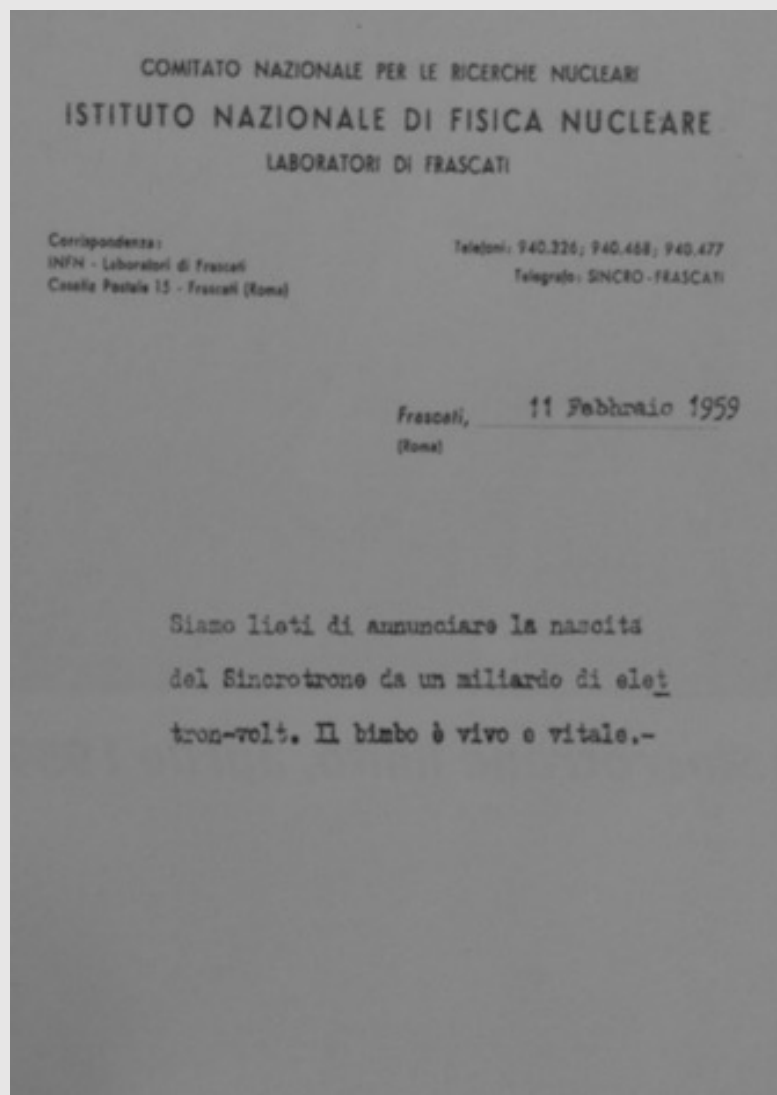 COMITATO NAZIONALE PER LE RICERCHE NUCLEARI
ISTITUTO NAZIONALE DI FISICA NUCLEARE
LABORATORI DI FRASCATI
Corrispondenza:
INFN - Laboratori di Frascati
Casella Postale 15 - Frascati (Roma)
Telefoni: 940.226; 940.468; 940.477
Telegrafo: SINCRO-FRASCATI
Frascati, 11 Febbraio 1959
(Roma)
Siamo lieti di annunciare la nascita
del Sincrotrone da un miliardo di elet
tron-volt. Il bimbo è vivo e vitale.-